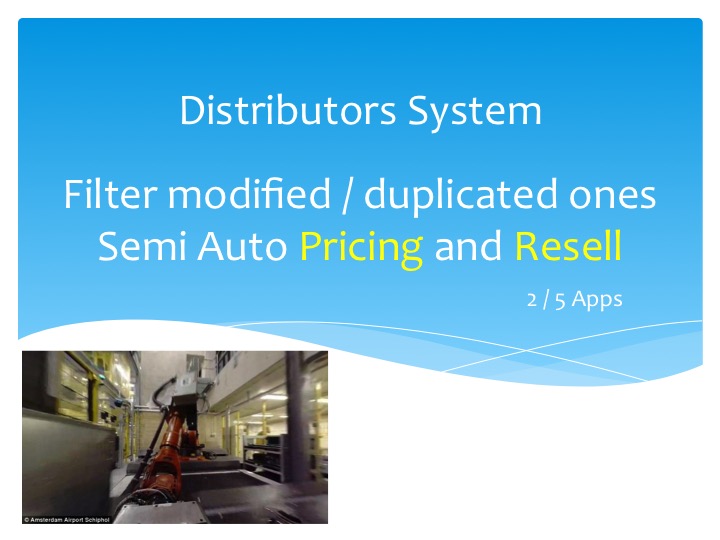 Distributors System
Filter modified / duplicated ones
Semi Auto Pricing and Resell
2 / 5 Apps
© Amsterdam Airport Schiphol